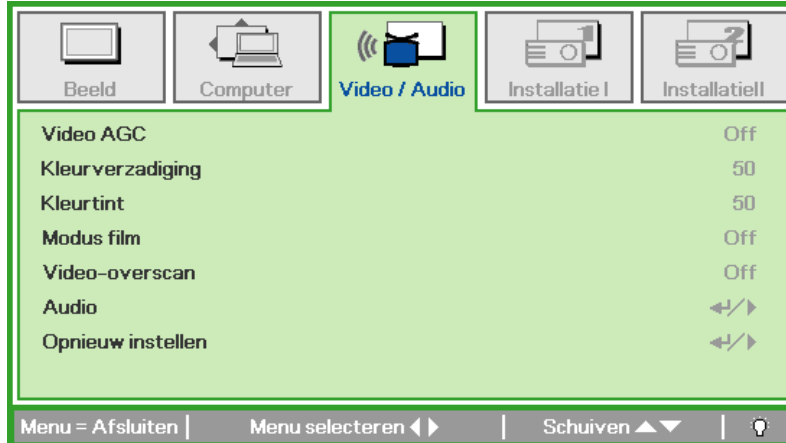 Beeld Computer Video / Audio Installatie I InstallatieII
Video AGC Off
Kleurverzadiging 50
Kleurtint 50
Modus film Off
Video-overscan Off
Audio
Opnieuw instellen
Menu = Afsluiten Menu selecteren Schuiven